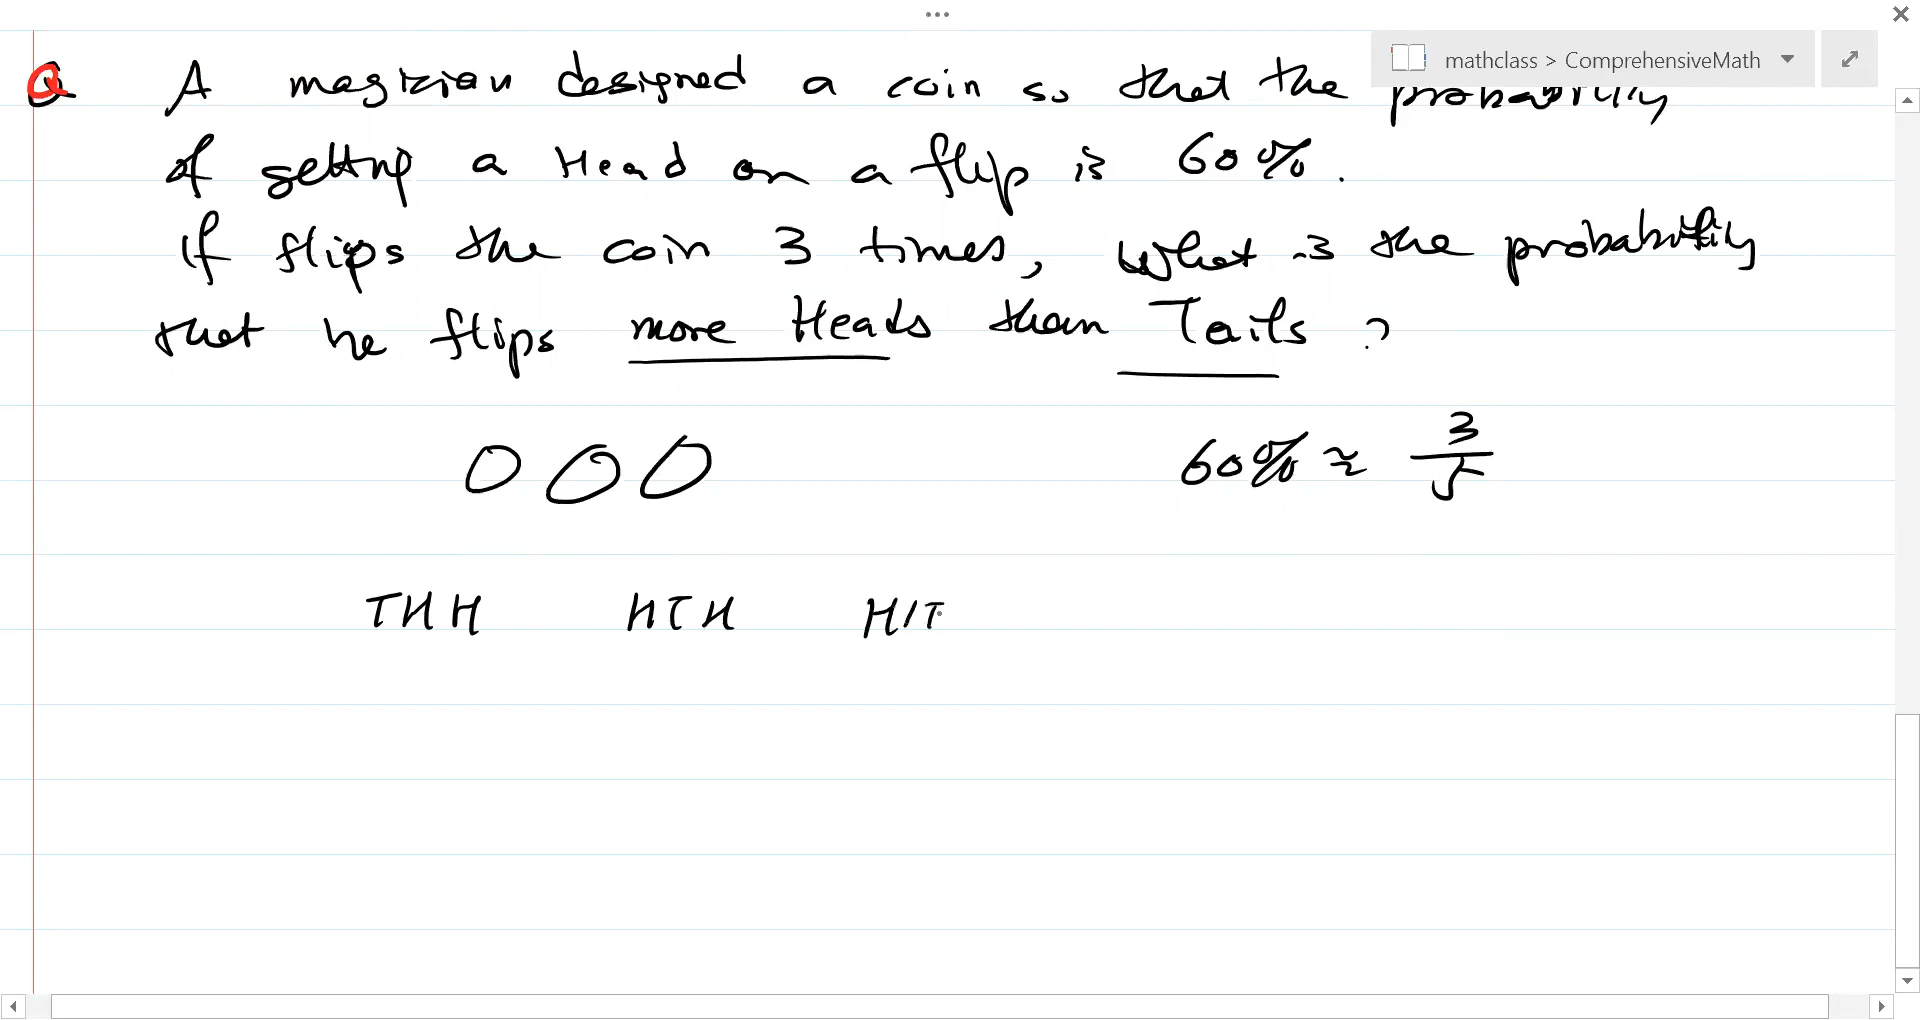 mathclass > ComprehensiveMath
Q A magician designed a coin so that the probability
of getting a Head on a flip is 60%.
If flips the coin 3 times, what is the probability
that he flips more Heads than Tails ?
60% ≈ 3/5
THH HTH HIT